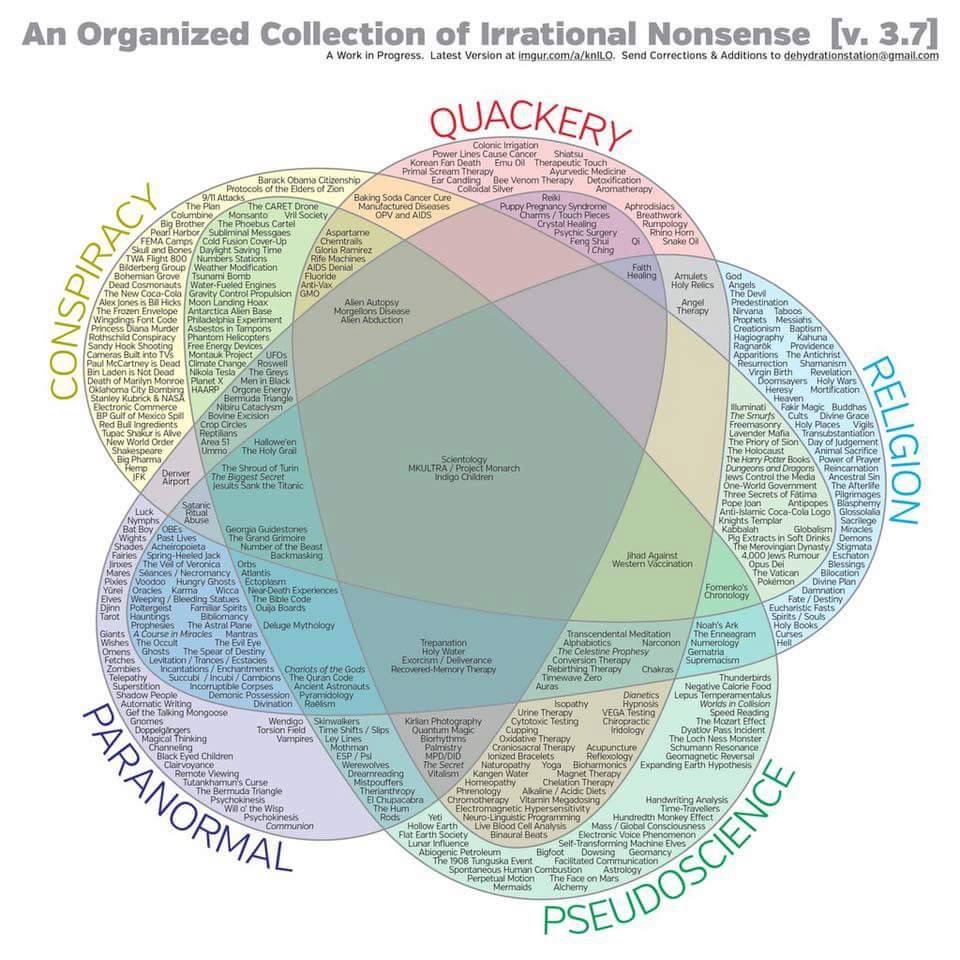 An Organized Collection of Irrational Nonsense [v. 3.7]
A Work in Progress. Latest Version at imgur.com/a/knILO. Send Corrections & Additions to dehydrationstation@gmail.com
QUACKERY
Colonic Irrigation
Power Lines Cause Cancer Shiatsu
Korean Fan Death Emu Oil Therapeutic Touch
Primal Scream Therapy Ayurvedic Medicine
Ear Candling Bee Venom Therapy Detoxification
Colloidal Silver Aromatherapy
Reiki
Puppy Pregnancy Syndrome
Charms / Touch Pieces
Crystal Healing
Psychic Surgery
Feng Shui
I Ching
Qi
Aphrodisiacs
Breathwork
Rumpology
Rhino Horn
Snake Oil
Faith
Healing
Amulets
Holy Relics
Angel
Therapy
Baking Soda Cancer Cure
Manufactured Diseases
OPV and AIDS
CONSPIRACY
Barack Obama Citizenship
Protocols of the Elders of Zion
9/11 Attacks
The Plan
Columbine
Big Brother
Pearl Harbor
FEMA Camps
Skull and Bones
TWA Flight 800
Bilderberg Group
Bohemian Grove
Dead Cosmonauts
The New Coca-Cola
Alex Jones is Bill Hicks
The Frozen Envelope
Wingdings Font Code
Princess Diana Murder
Rothschild Conspiracy
Sandy Hook Shooting
Cameras Built into TVs
Paul McCartney is Dead
Bin Laden is Not Dead
Death of Marilyn Monroe
Oklahoma City Bombing
Stanley Kubrick & NASA
Electronic Commerce
BP Gulf of Mexico Spill
Red Bull Ingredients
Tupac Shakur is Alive
New World Order
Shakespeare
Big Pharma
Hemp
JFK
The CARET Drone
Monsanto Vril Society
The Phoebus Cartel
Subliminal Messgaes
Cold Fusion Cover-Up
Daylight Saving Time
Numbers Stations
Weather Modification
Tsunami Bomb
Water-Fueled Engines
Gravity Control Propulsion
Moon Landing Hoax
Antarctica Alien Base
Philadelphia Experiment
Asbestos in Tampons
Phantom Helicopters
Free Energy Devices
Montauk Project
Climate Change
Nikola Tesla
Planet X
HAARP
Aspartame
Chemtrails
Gloria Ramirez
Rife Machines
AIDS Denial
Fluoride
Anti-Vax
GMO
Alien Autopsy
Morgellons Disease
Alien Abduction
UFOs
Roswell
The Greys
Men in Black
Orgone Energy
Bermuda Triangle
Nibiru Cataclysm
Bovine Excision
Crop Circles
Reptilians
Area 51
Ummo
Hallowe'en
The Holy Grail
The Shroud of Turin
The Biggest Secret
Jesuits Sank the Titanic
Denver
Airport
Satanic
Ritual
Abuse
Georgia Guidestones
The Grand Grimoire
Number of the Beast
Backmasking
Scientology
MKULTRA / Project Monarch
Indigo Children
RELIGION
God
Angels
The Devil
Predestination
Nirvana Taboos
Prophets Messiahs
Creationism Baptism
Hagiography Kahuna
Ragnarök Providence
Apparitions The Antichrist
Resurrection Shamanism
Virgin Birth Revelation
Doomsayers Holy Wars
Heresy Mortification
Heaven
Fakir Magic Buddhas
Cults Divine Grace
Holy Places Vigils
Transubstantiation
Day of Judgement
Animal Sacrifice
Power of Prayer
Reincarnation
Ancestral Sin
The Afterlife
Pilgrimages
Blasphemy
Glossolalia
Sacrilege
Miracles
Demons
Stigmata
Eschaton
Blessings
Bilocation
Divine Plan
Damnation
Fate / Destiny
Eucharistic Fasts
Spirits / Souls
Holy Books
Curses
Hell
Illuminati
The Smurfs
Freemasonry
Lavender Mafia
The Priory of Sion
The Holocaust
The Harry Potter Books
Dungeons and Dragons
Jews Control the Media
One-World Government
Three Secrets of Fátima
Pope Joan Antipopes
Anti-Islamic Coca-Cola Logo
Knights Templar
Kabbalah Globalism
Pig Extracts in Soft Drinks
The Merovingian Dynasty
4,000 Jews Rumour
Opus Dei
The Vatican
Pokémon
Jihad Against
Western Vaccination
Fomenko's
Chronology
Noah's Ark
The Enneagram
Numerology
Gematria
Supremacism
Transcendental Meditation
Alphabiotics Narconon
The Celestine Prophesy
Conversion Therapy
Rebirthing Therapy Chakras
Timewave Zero
Auras
Trepanation
Holy Water
Exorcism / Deliverance
Recovered-Memory Therapy
PARANORMAL
Luck
Nymphs
Bat Boy
Wights
Shades
Fairies
Jinxes
Mares
Pixies
Yūrei
Elves
Djinn
Tarot
Giants
Wishes
Omens
Fetches
Zombies
Telepathy
Superstition
Shadow People
Automatic Writing
Gef the Talking Mongoose
Gnomes
Doppelgängers
Magical Thinking
Channeling
Black Eyed Children
Clairvoyance
Remote Viewing
Tutankhamun's Curse
The Bermuda Triangle
Psychokinesis
Will o' the Wisp
Psychokinesis
Communion
OBEs
Past Lives
Acheiropoieta
Spring-Heeled Jack
The Veil of Veronica
Séances / Necromancy
Voodoo Hungry Ghosts
Oracles Karma Wicca
Weeping / Bleeding Statues
Poltergeist Familiar Spirits
Hauntings Bibliomancy
Prophesies The Astral Plane
A Course in Miracles Mantras
The Occult The Evil Eye
Ghosts The Spear of Destiny
Levitation / Trances / Ecstacies
Incantations / Enchantments
Succubi / Incubi / Cambions
Incorruptible Corpses
Demonic Possession
Divination
Orbs
Atlantis
Ectoplasm
Near-Death Experiences
The Bible Code
Ouija Boards
Deluge Mythology
Chariots of the Gods
The Quran Code
Ancient Astronauts
Pyramidology
Raëlism
Wendigo
Torsion Field
Vampires
Skinwalkers
Time Shifts / Slips
Ley Lines
Mothman
ESP / Psi
Werewolves
Dreamreading
Mistpouffers
Therianthropy
El Chupacabra
The Hum
Rods
Kirlian Photography
Quantum Magic
Biorhythms
Palmistry
MPD/DID
The Secret
Vitalism
Dianetics
Isopathy Hypnosis
Urine Therapy VEGA Testing
Cytotoxic Testing Chiropractic
Cupping Iridology
Oxidative Therapy
Craniosacral Therapy Acupuncture
Ionized Bracelets Reflexology
Naturopathy Yoga Bioharmonics
Kangen Water Magnet Therapy
Homeopathy Chelation Therapy
Phrenology Alkaline / Acidic Diets
Chromotherapy Vitamin Megadosing
Electromagnetic Hypersensitivity
Neuro-Linguistic Programming
Live Blood Cell Analysis
Binaural Beats
PSEUDOSCIENCE
Thunderbirds
Negative Calorie Food
Lepus Temperamentalus
Worlds in Collision
Speed Reading
The Mozart Effect
Dyatlov Pass Incident
The Loch Ness Monster
Schumann Resonance
Geomagnetic Reversal
Expanding Earth Hypothesis
Handwriting Analysis
Time-Travellers
Hundredth Monkey Effect
Mass / Global Consciousness
Electronic Voice Phenomenon
Self-Transforming Machine Elves
Yeti
Hollow Earth
Flat Earth Society
Lunar Influence
Abiogenic Petroleum Bigfoot Dowsing Geomancy
The 1908 Tunguska Event Facilitated Communication
Spontaneous Human Combustion Astrology
Perpetual Motion The Face on Mars
Mermaids Alchemy